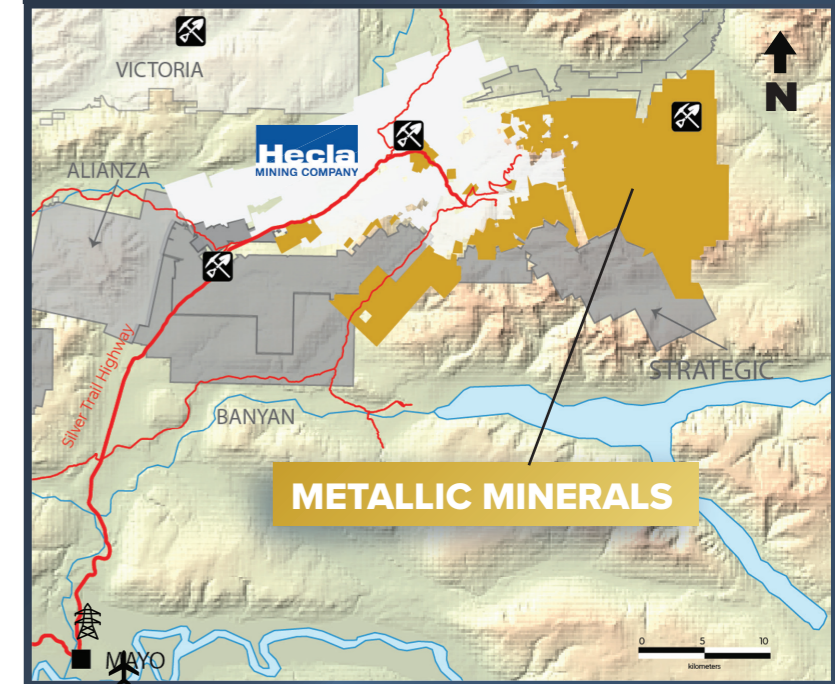 VICTORIA
N
Hecla
MINING COMPANY
ALIANZA
STRATEGIC
Silver Trail Highway
BANYAN
METALLIC MINERALS
0 5 10
kilometers
MAYO